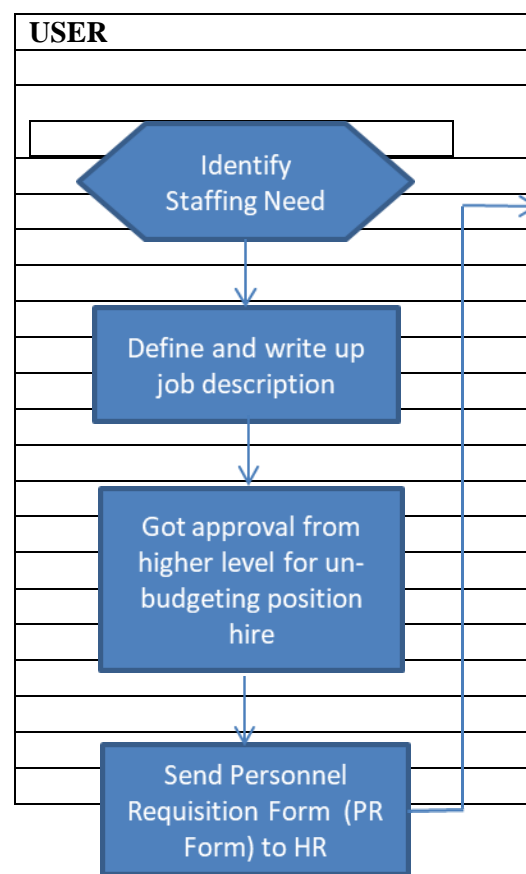 USER
Identify
Staffing Need
Define and write up
job description
Got approval from
higher level for un-
budgeting position
hire
Send Personnel
Requisition Form (PR
Form) to HR